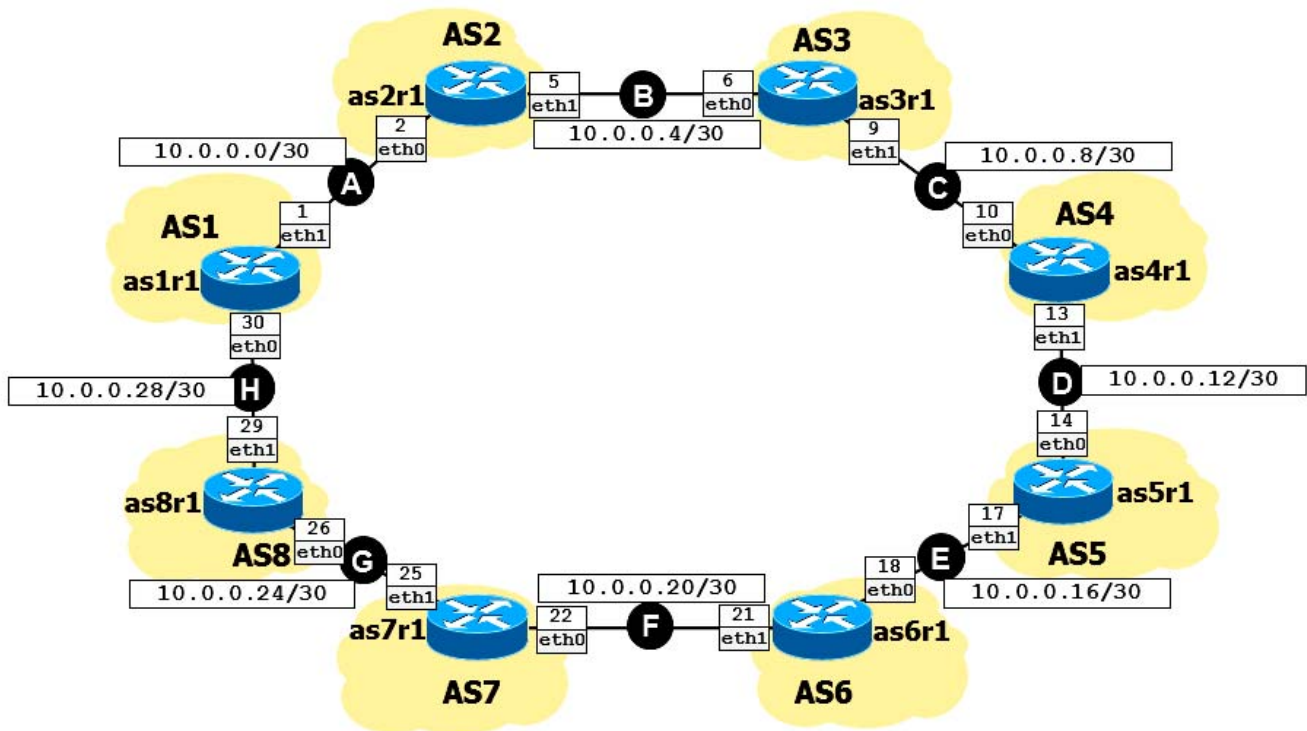 AS2
AS3
as2r1
5
eth1
B
6
eth0
as3r1
2
eth0
10.0.0.4/30
9
eth1
10.0.0.0/30
A
10.0.0.8/30
C
AS1
1
eth1
10
eth0
AS4
as1r1
as4r1
30
eth0
13
eth1
10.0.0.28/30
H
D
10.0.0.12/30
29
eth1
14
eth0
as8r1
as5r1
26
eth0
17
eth1
AS8
G
E
AS5
10.0.0.24/30
25
eth1
10.0.0.20/30
18
eth0
10.0.0.16/30
as7r1
22
eth0
F
21
eth1
as6r1
AS7
AS6